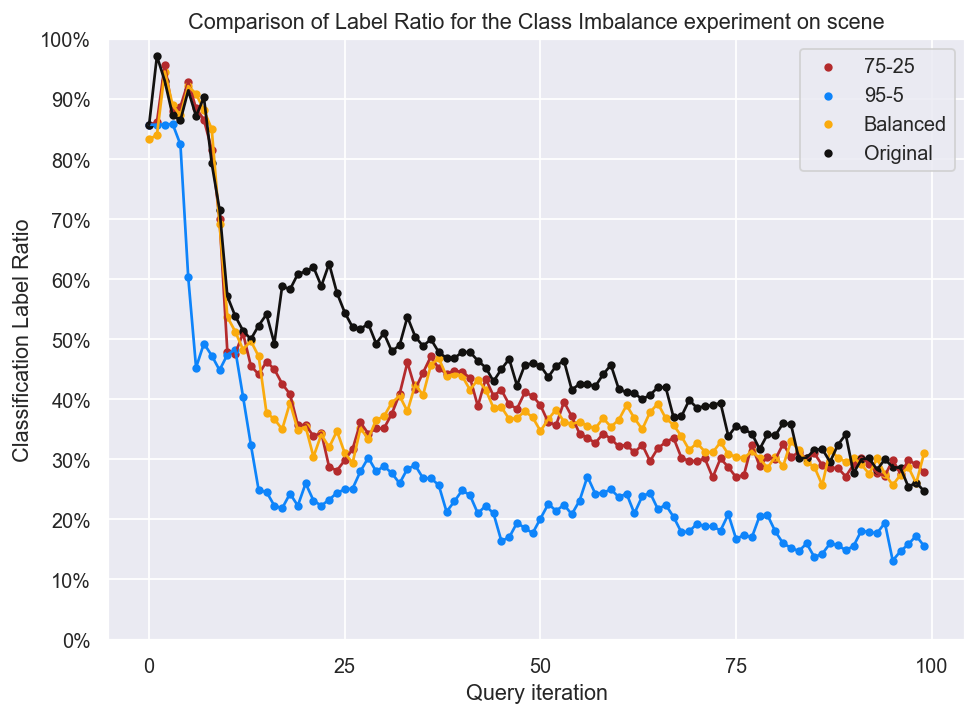 Comparison of Label Ratio for the Class Imbalance experiment on scene
100%
90%
80%
70%
60%
50%
40%
30%
20%
10%
0%
Classification Label Ratio
75-25
95-5
Balanced
Original
0 25 50 75 100
Query iteration